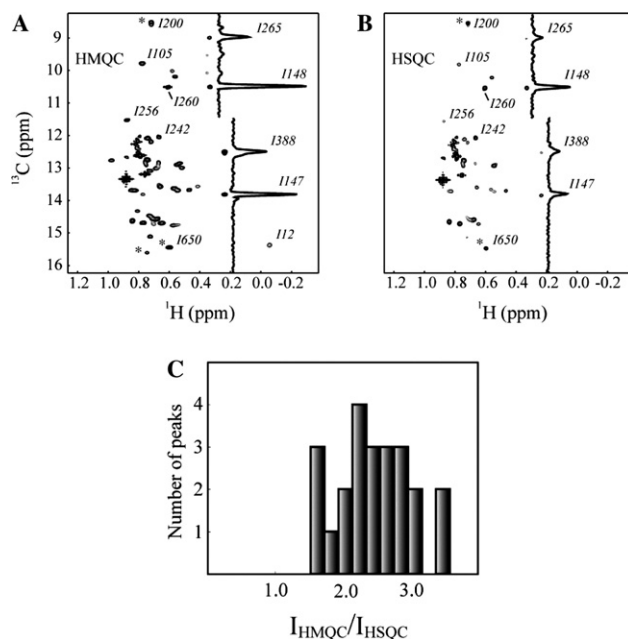 A
B
* I200
I265
HMQC
I105
I148
I260
I256
I242
I388
I147
* I650
*
I12
8
9
10
11
12
13
14
15
16
¹³C (ppm)
1.2 1.0 0.8 0.6 0.4 0.2 0.0 -0.2
¹H (ppm)
* I200
I265
HSQC
I105
I148
I260
I256
I242
I388
I147
* I650
1.2 1.0 0.8 0.6 0.4 0.2 0.0 -0.2
¹H (ppm)
C
Number of peaks
4
3
2
1
1.0 2.0 3.0
I_HMQC/I_HSQC